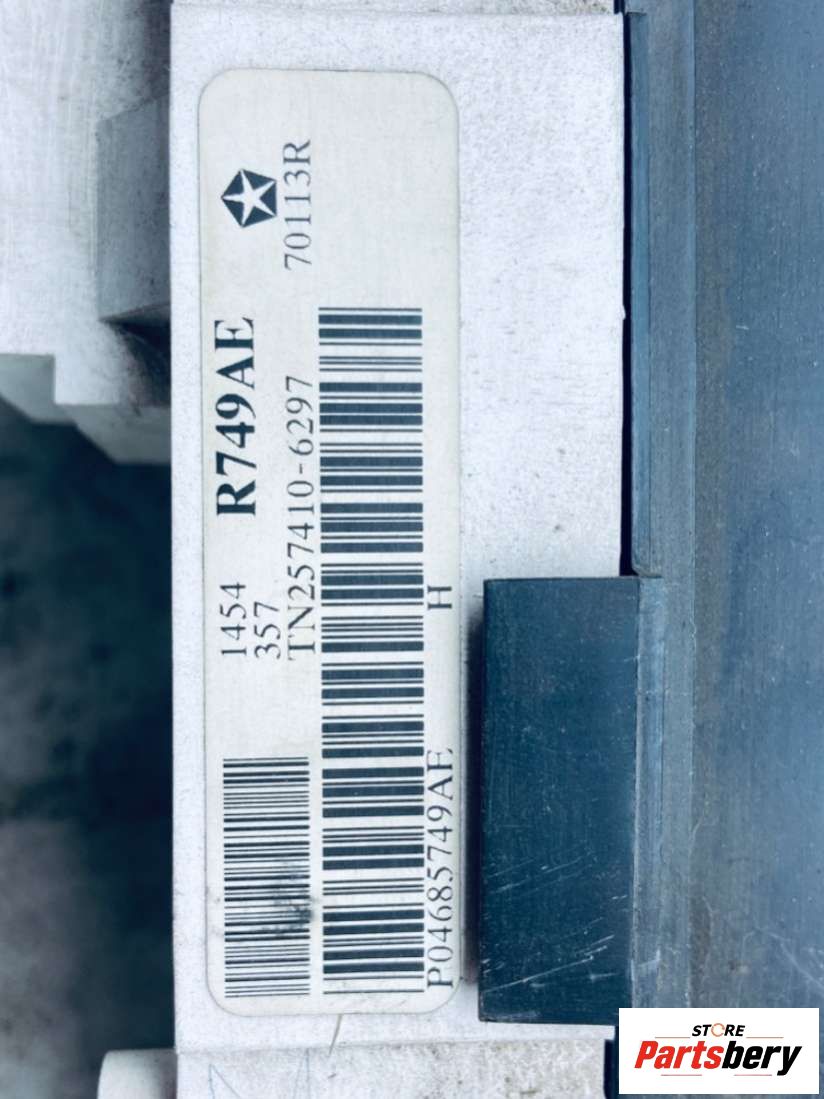 70113R
R749AE
1454
357
TN257410-6297
H
P04685749AE
STORE
Partsbery